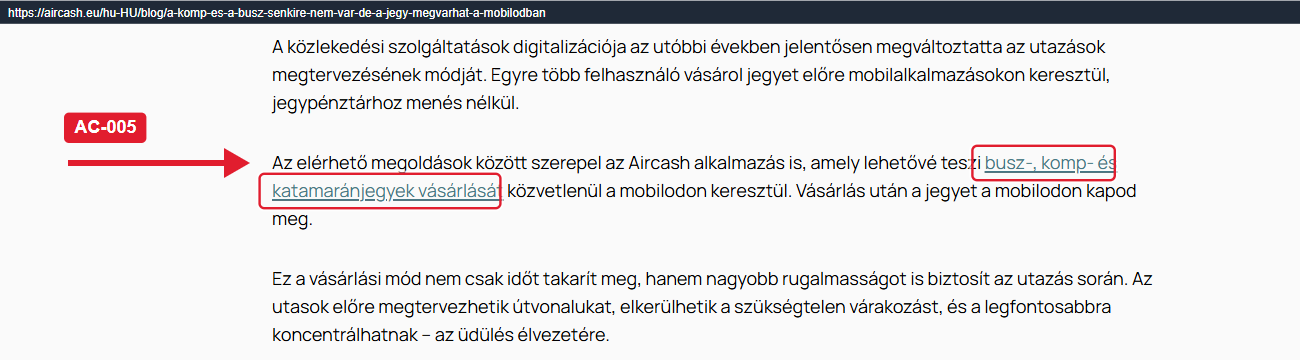 https://aircash.eu/hu-HU/blog/a-komp-es-a-busz-senkire-nem-var-de-a-jegy-megvarhat-a-mobilodban
A közlekedési szolgáltatások digitalizációja az utóbbi években jelentősen megváltoztatta az utazások
megtervezésének módját. Egyre több felhasználó vásárol jegyet előre mobilalkalmazásokon keresztül,
jegypénztárhoz menés nélkül.
AC-005
Az elérhető megoldások között szerepel az Aircash alkalmazás is, amely lehetővé teszi busz-, komp- és
katamaránjegyek vásárlását közvetlenül a mobilodon keresztül. Vásárlás után a jegyet a mobilodon kapod
meg.
Ez a vásárlási mód nem csak időt takarít meg, hanem nagyobb rugalmasságot is biztosít az utazás során. Az
utasok előre megtervezhetik útvonalukat, elkerülhetik a szükségtelen várakozást, és a legfontosabbra
koncentrálhatnak – az üdülés élvezetére.